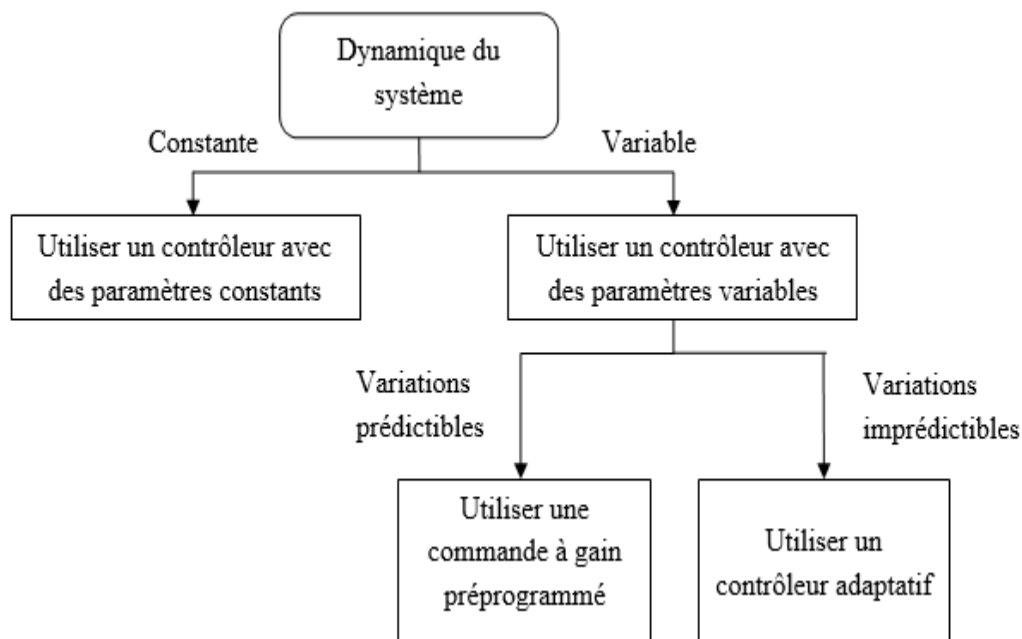 Dynamique du
système
Constante
Variable
Utiliser un contrôleur avec
des paramètres constants
Utiliser un contrôleur avec
des paramètres variables
Variations
prédictibles
Variations
imprédictibles
Utiliser une
commande à gain
préprogrammé
Utiliser un
contrôleur adaptatif